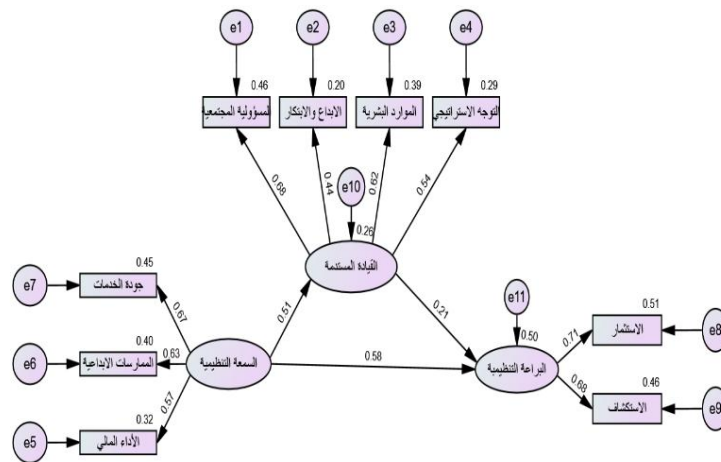 e1
e2
e3
e4
0.46
0.20
0.39
0.29
المسؤولية المجتمعية
الابداع والابتكار
الموارد البشرية
التوجه الاستراتيجي
0.68
0.44
0.62
0.54
e10
0.26
القيادة المستدمة
e7
0.45
جودة الخدمات
0.67
0.51
0.21
e11
0.50
0.51
الاستثمار
e8
0.71
e6
0.40
الممارسات الابداعية
0.63
السمعة التنظيمية
0.58
البراعة التنظيمية
0.68
0.46
الاستكشاف
e9
0.57
0.32
الأداء المالي
e5